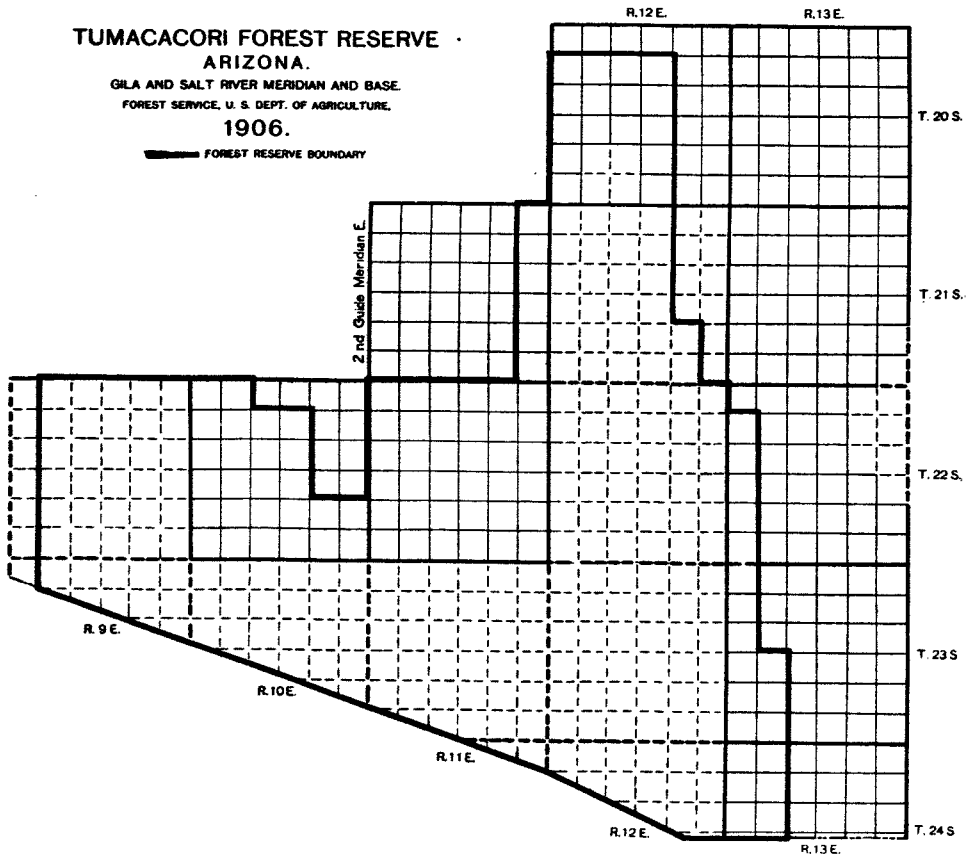 R.12 E.
R.13 E.
TUMACACORI FOREST RESERVE
ARIZONA.
GILA AND SALT RIVER MERIDIAN AND BASE.
FOREST SERVICE, U. S. DEPT. OF AGRICULTURE,
1906.
FOREST RESERVE BOUNDARY
T. 20 S.
2nd Guide Meridian E.
T. 21 S.
T. 22 S.
R. 9 E.
T. 23 S
R.10 E.
R.11 E.
R.12 E.
T. 24 S
R.13 E.